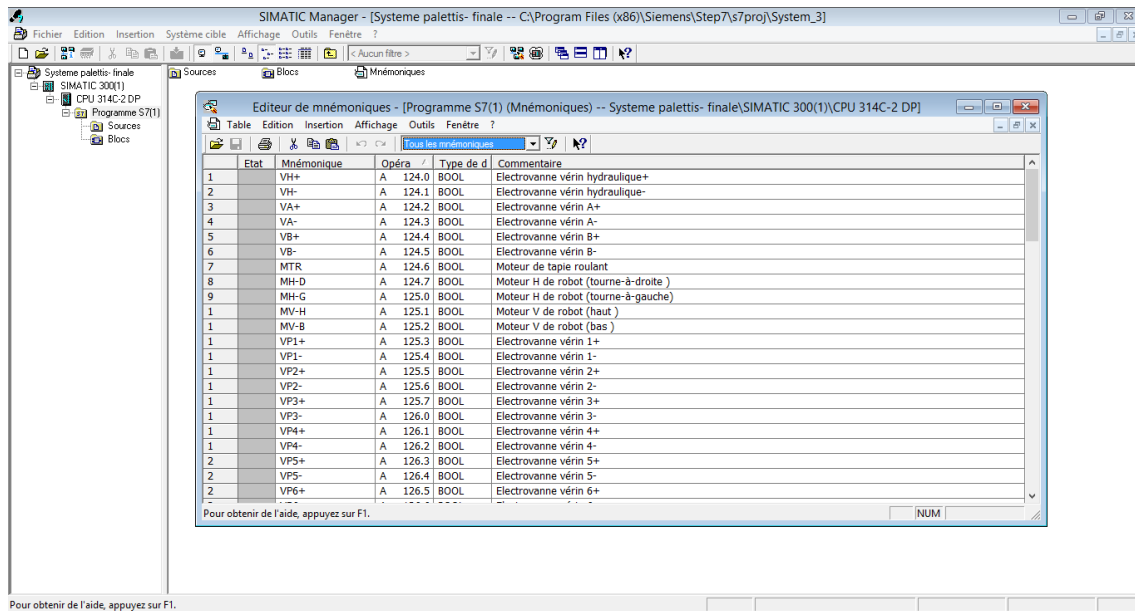 SIMATIC Manager - [Systeme palettis- finale -- C:\Program Files (x86)\Siemens\Step7\s7proj\System_3]
Fichier Edition Insertion Système cible Affichage Outils Fenêtre ?
< Aucun filtre >
Systeme palettis- finale
SIMATIC 300(1)
CPU 314C-2 DP
Programme S7(1)
Sources
Blocs
Sources Blocs Mnémoniques
Editeur de mnémoniques - [Programme S7(1) (Mnémoniques) -- Systeme palettis- finale\SIMATIC 300(1)\CPU 314C-2 DP]
Table Edition Insertion Affichage Outils Fenêtre ?
Tous les mnémoniques
Etat Mnémonique Opéra Type de d Commentaire
1 VH+ A 124.0 BOOL Electrovanne vérin hydraulique+
2 VH- A 124.1 BOOL Electrovanne vérin hydraulique-
3 VA+ A 124.2 BOOL Electrovanne vérin A+
4 VA- A 124.3 BOOL Electrovanne vérin A-
5 VB+ A 124.4 BOOL Electrovanne vérin B+
6 VB- A 124.5 BOOL Electrovanne vérin B-
7 MTR A 124.6 BOOL Moteur de tapie roulant
8 MH-D A 124.7 BOOL Moteur H de robot (tourne-à-droite )
9 MH-G A 125.0 BOOL Moteur H de robot (tourne-à-gauche)
1 MV-H A 125.1 BOOL Moteur V de robot (haut )
1 MV-B A 125.2 BOOL Moteur V de robot (bas )
1 VP1+ A 125.3 BOOL Electrovanne vérin 1+
1 VP1- A 125.4 BOOL Electrovanne vérin 1-
1 VP2+ A 125.5 BOOL Electrovanne vérin 2+
1 VP2- A 125.6 BOOL Electrovanne vérin 2-
1 VP3+ A 125.7 BOOL Electrovanne vérin 3+
1 VP3- A 126.0 BOOL Electrovanne vérin 3-
1 VP4+ A 126.1 BOOL Electrovanne vérin 4+
1 VP4- A 126.2 BOOL Electrovanne vérin 4-
2 VP5+ A 126.3 BOOL Electrovanne vérin 5+
2 VP5- A 126.4 BOOL Electrovanne vérin 5-
2 VP6+ A 126.5 BOOL Electrovanne vérin 6+
Pour obtenir de l'aide, appuyez sur F1.
NUM
Pour obtenir de l'aide, appuyez sur F1.